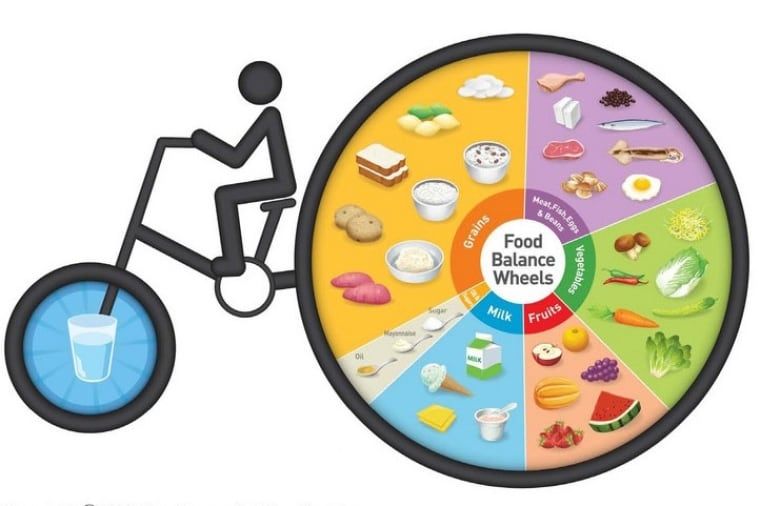 Food
Balance
Wheels
Grains
Meat,Fish,Eggs
& Beans
Vegetables
Fruits
Milk
MILK
Sugar
Mayonnaise
Oil